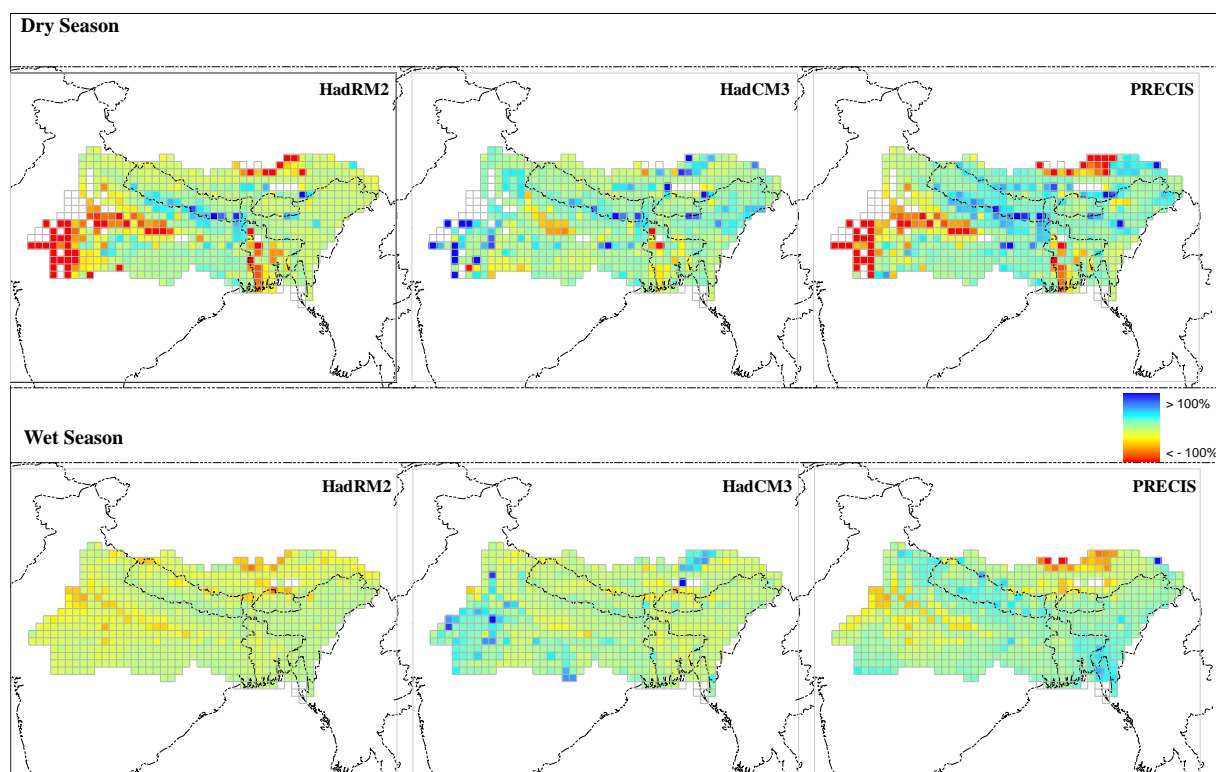 Dry Season
HadRM2
HadCM3
PRECIS
> 100%
< - 100%
Wet Season
HadRM2
HadCM3
PRECIS